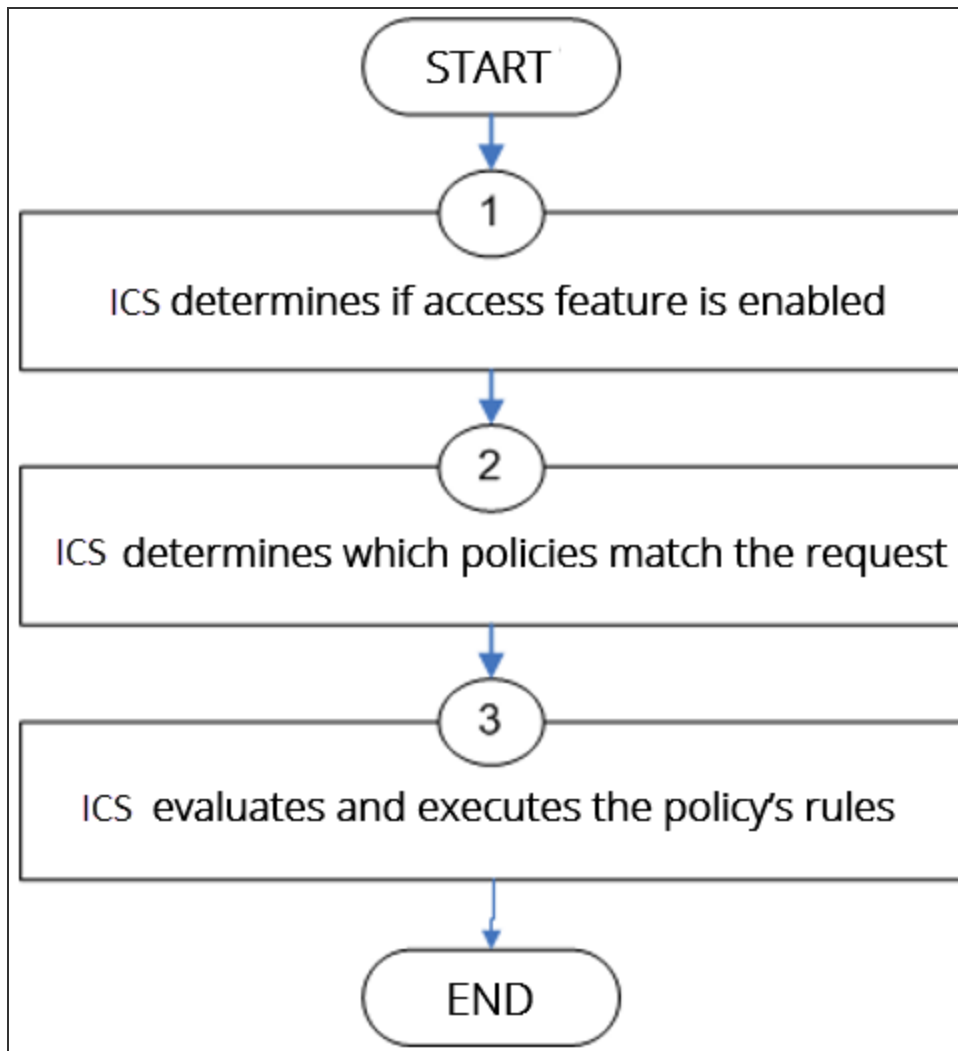 START
1
ICS determines if access feature is enabled
2
ICS determines which policies match the request
3
ICS evaluates and executes the policy’s rules
END